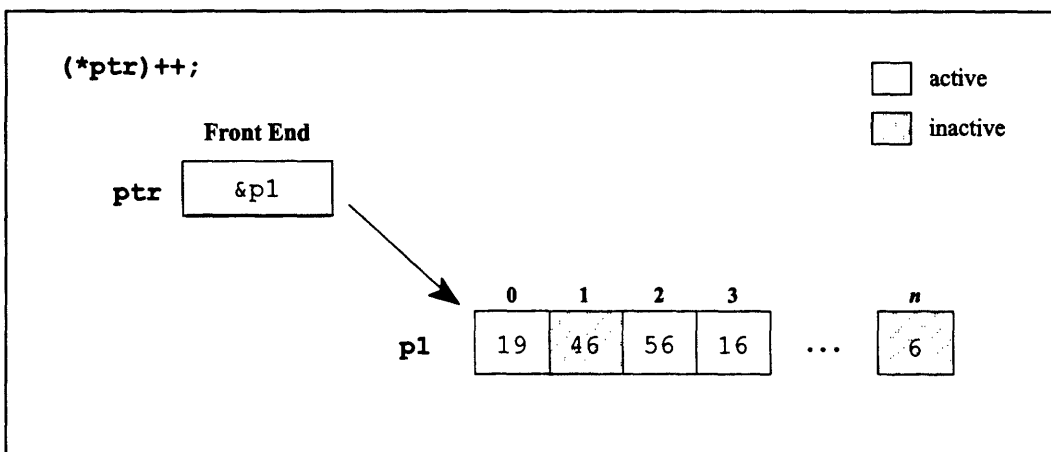 (*ptr)++;
active
inactive
Front End
ptr &p1
0 1 2 3 n
p1 19 46 56 16 ... 6